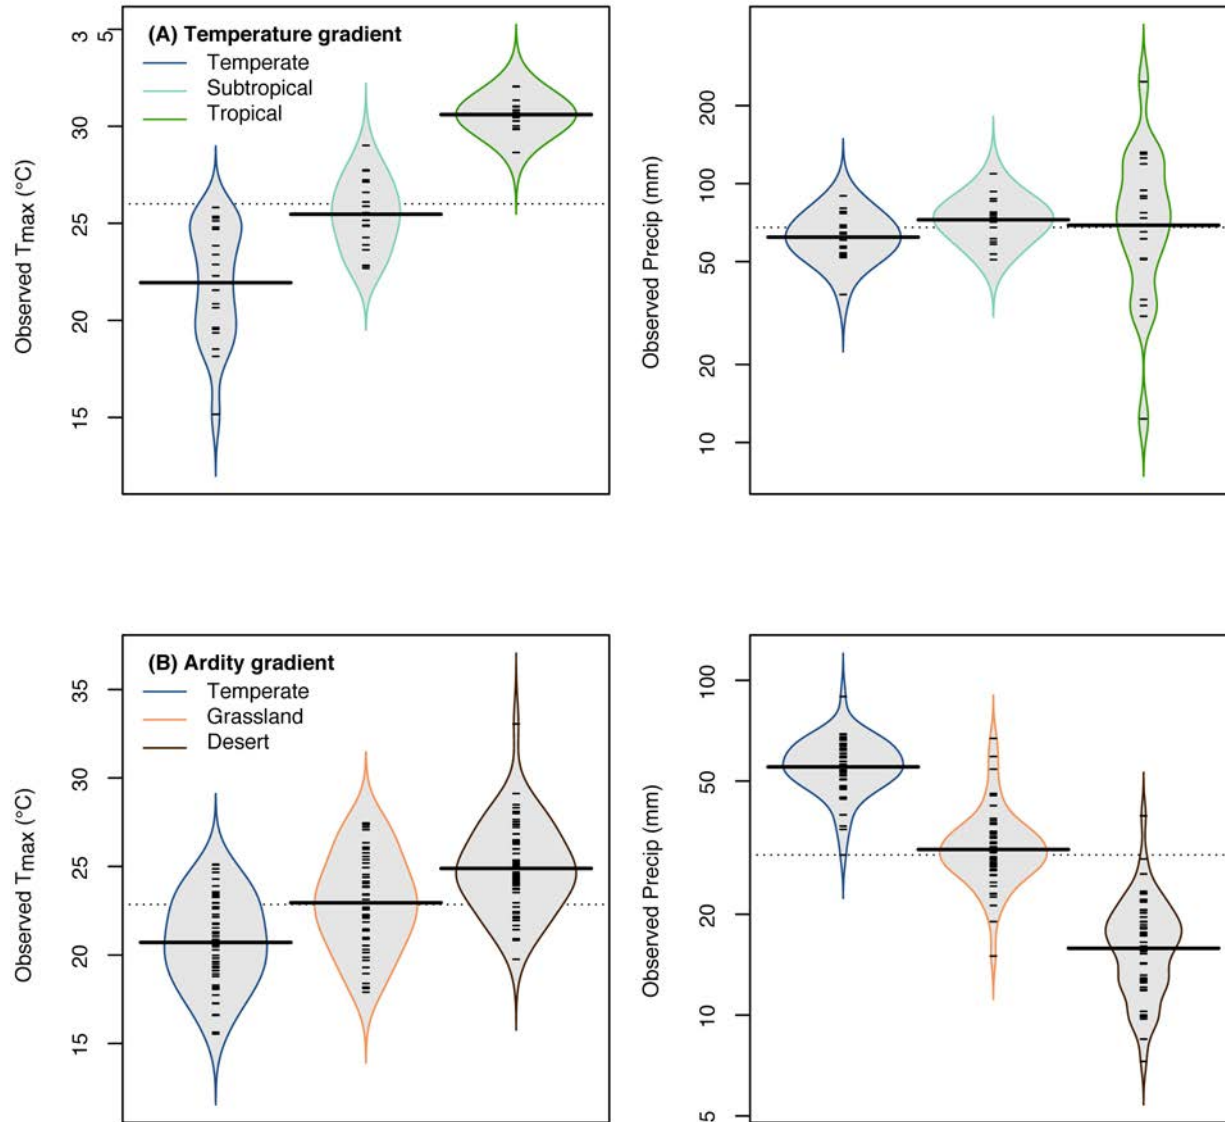 (A) Temperature gradient
Temperate
Subtropical
Tropical
Observed Tmax (°C)
3 5
30
25
20
15
Observed Precip (mm)
200
100
50
20
10
(B) Ardity gradient
Temperate
Grassland
Desert
Observed Tmax (°C)
35
30
25
20
15
Observed Precip (mm)
100
50
20
10
5